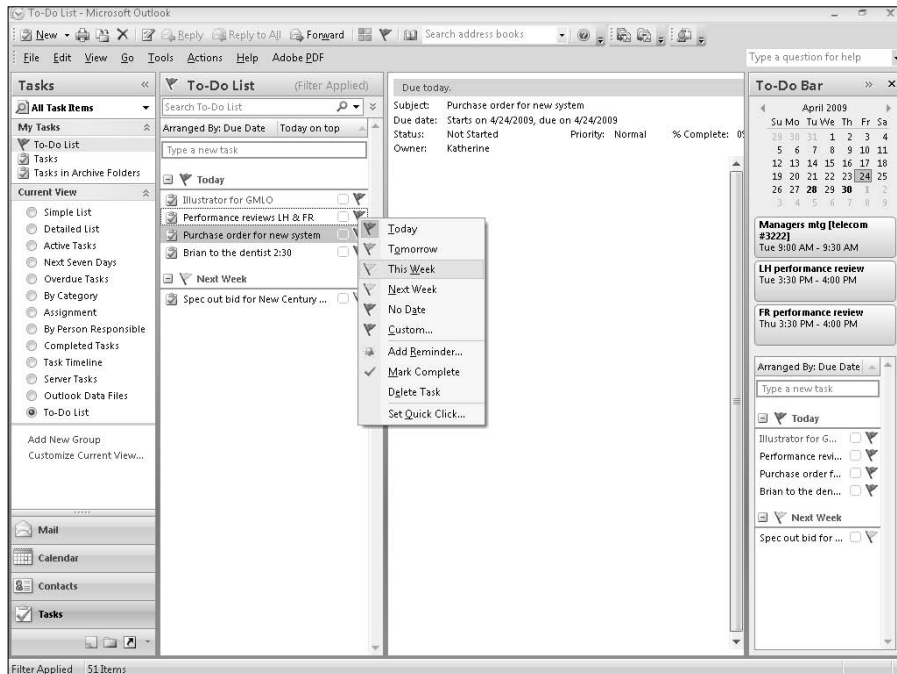 To-Do List - Microsoft Outlook
New Reply Reply to All Forward Search address books
File Edit View Go Tools Actions Help Adobe PDF Type a question for help
Tasks «
All Task Items
My Tasks
To-Do List
Tasks
Tasks in Archive Folders
Current View
Simple List
Detailed List
Active Tasks
Next Seven Days
Overdue Tasks
By Category
Assignment
By Person Responsible
Completed Tasks
Task Timeline
Server Tasks
Outlook Data Files
To-Do List
Add New Group
Customize Current View...
Mail
Calendar
Contacts
Tasks
To-Do List (Filter Applied)
Search To-Do List
Arranged By: Due Date Today on top
Type a new task
Today
Illustrator for GMLO
Performance reviews LH & FR
Purchase order for new system
Brian to the dentist 2:30
Next Week
Spec out bid for New Century ...
Today
Tomorrow
This Week
Next Week
No Date
Custom...
Add Reminder...
Mark Complete
Delete Task
Set Quick Click...
Due today.
Subject: Purchase order for new system
Due date: Starts on 4/24/2009, due on 4/24/2009
Status: Not Started Priority: Normal % Complete: 0%
Owner: Katherine
To-Do Bar » ×
April 2009
Su Mo Tu We Th Fr Sa
29 30 31 1 2 3 4
5 6 7 8 9 10 11
12 13 14 15 16 17 18
19 20 21 22 23 24 25
26 27 28 29 30 1 2
3 4 5 6 7 8 9
Managers mtg [telecom
#3222]
Tue 9:00 AM - 9:30 AM
LH performance review
Tue 3:30 PM - 4:00 PM
FR performance review
Thu 3:30 PM - 4:00 PM
Arranged By: Due Date
Type a new task
Today
Illustrator for G...
Performance revi...
Purchase order f...
Brian to the den...
Next Week
Spec out bid for ...
Filter Applied 51 Items